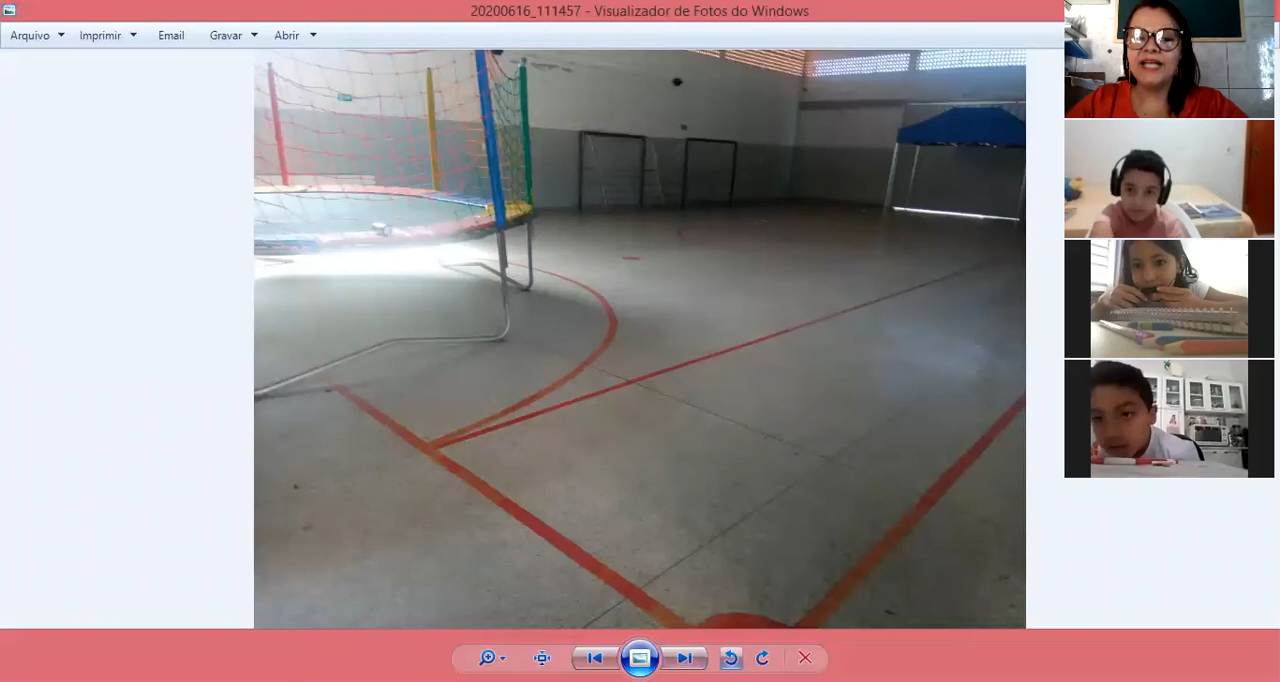 20200616_111457 - Visualizador de Fotos do Windows
Arquivo Imprimir Email Gravar Abrir